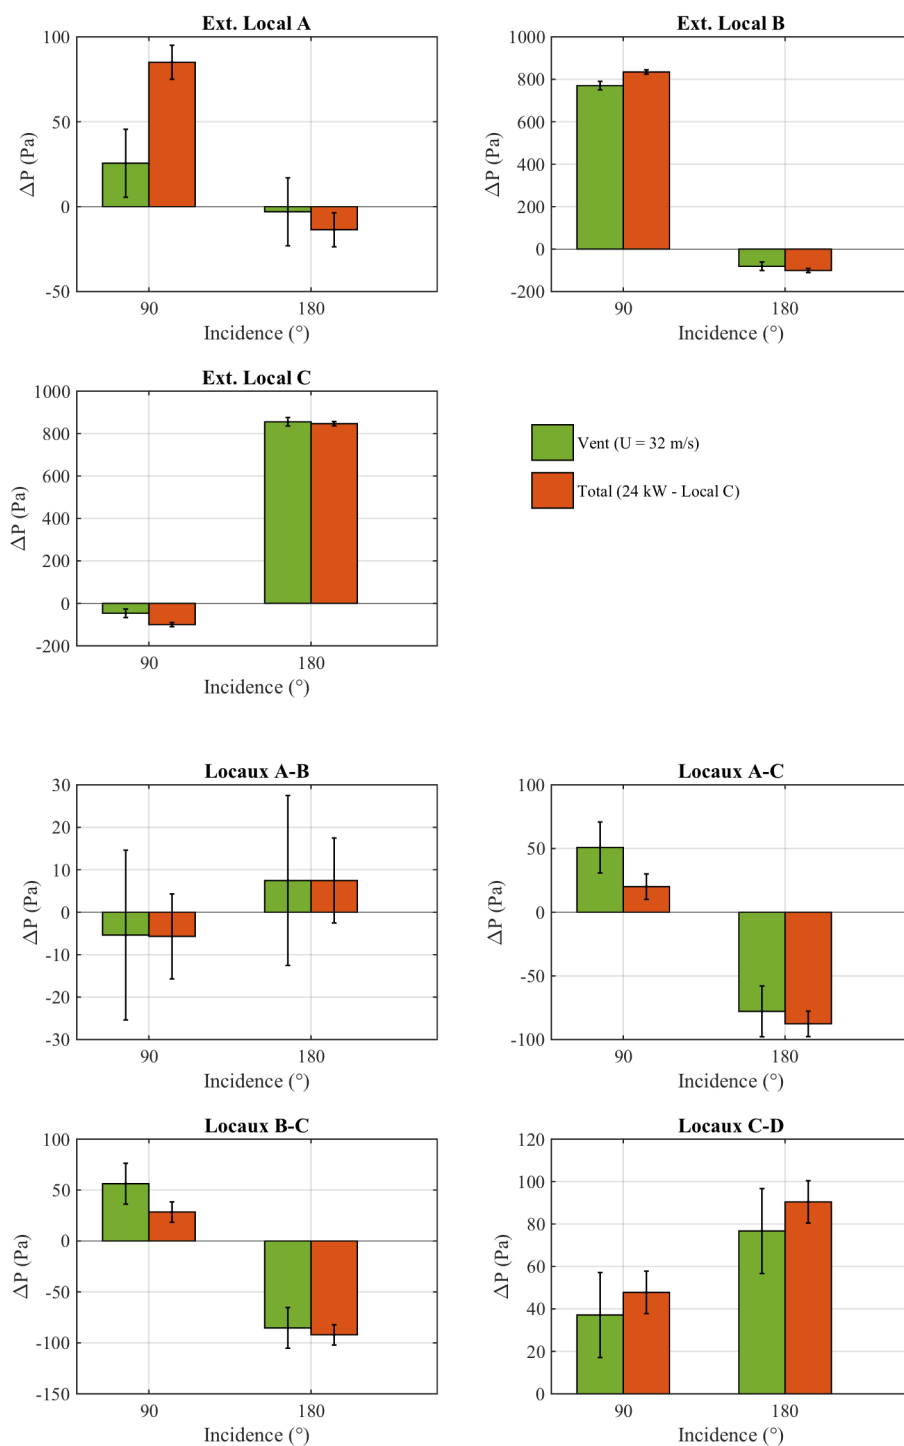 Ext. Local A
100
50
0
-50
ΔP (Pa)
90
180
Incidence (°)
Ext. Local B
1000
800
600
400
200
0
-200
ΔP (Pa)
90
180
Incidence (°)
Ext. Local C
1000
800
600
400
200
0
-200
ΔP (Pa)
90
180
Incidence (°)
Vent (U = 32 m/s)
Total (24 kW - Local C)
Locaux A-B
30
20
10
0
-10
-20
-30
ΔP (Pa)
90
180
Incidence (°)
Locaux A-C
100
50
0
-50
-100
ΔP (Pa)
90
180
Incidence (°)
Locaux B-C
100
50
0
-50
-100
-150
ΔP (Pa)
90
180
Incidence (°)
Locaux C-D
120
100
80
60
40
20
0
ΔP (Pa)
90
180
Incidence (°)